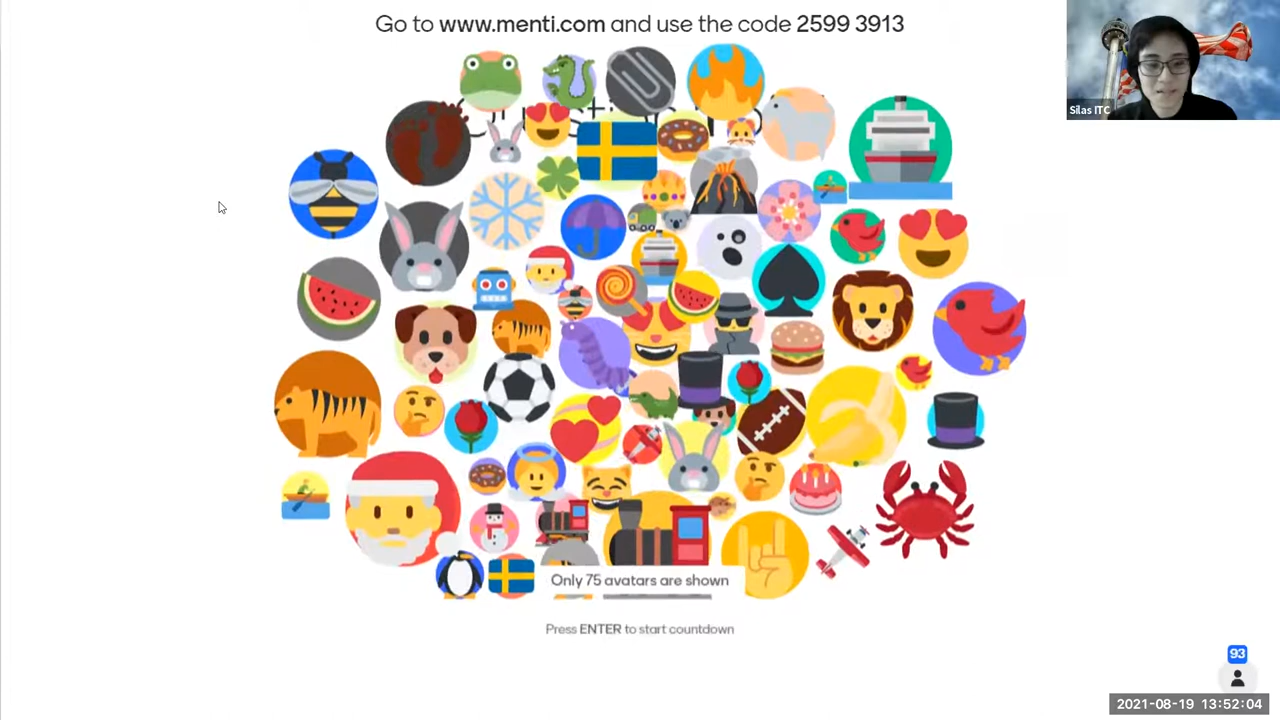 Go to www.menti.com and use the code 2599 3913
Silas ITC
Only 75 avatars are shown
Press ENTER to start countdown
93
2021-08-19 13:52:04